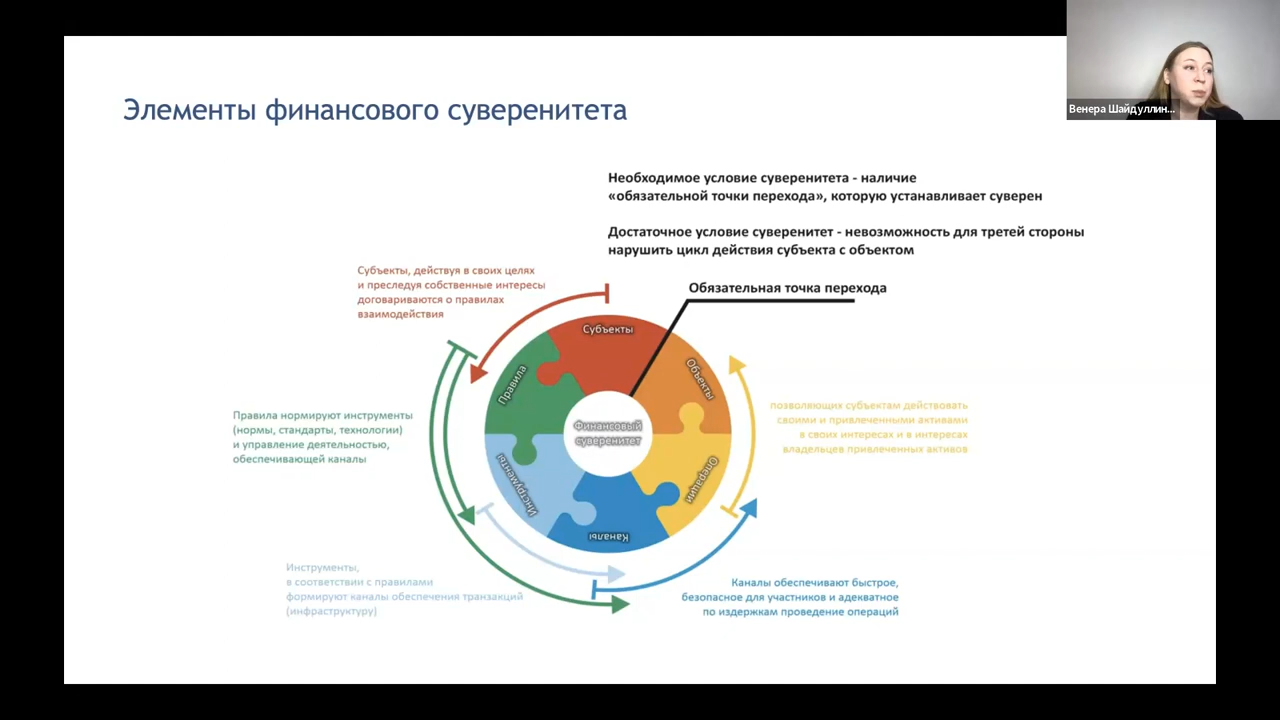 Венера Шайдуллин...
Элементы финансового суверенитета
Необходимое условие суверенитета - наличие
«обязательной точки перехода», которую устанавливает суверен
Достаточное условие суверенитет - невозможность для третей стороны
нарушить цикл действия субъекта с объектом
Обязательная точка перехода
Субъекты, действуя в своих целях
и преследуя собственные интересы
договариваются о правилах
взаимодействия
Субъекты
Объекты
Операции
Каналы
Инструменты
Правила
Финансовый
суверенитет
позволяющих субъектам действовать
своими и привлеченными активами
в своих интересах и в интересах
владельцев привлеченных активов
Правила нормируют инструменты
(нормы, стандарты, технологии)
и управление деятельностью,
обеспечивающей каналы
Инструменты,
в соответствии с правилами
формируют каналы обеспечения транзакций
(инфраструктуру)
Каналы обеспечивают быстрое,
безопасное для участников и адекватное
по издержкам проведение операций